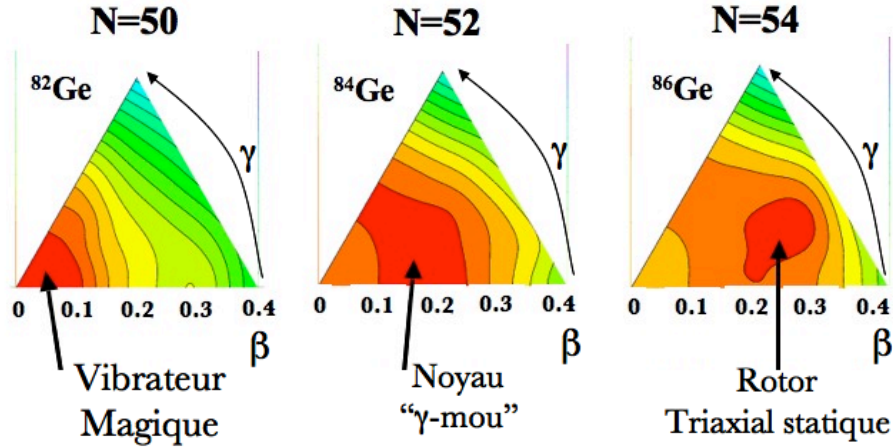 N=50
N=52
N=54
⁸²Ge
⁸⁴Ge
⁸⁶Ge
γ
γ
γ
0 0.1 0.2 0.3 0.4
0 0.1 0.2 0.3 0.4
0 0.1 0.2 0.3 0.4
β
β
β
Vibrateur
Magique
Noyau
“γ-mou”
Rotor
Triaxial statique